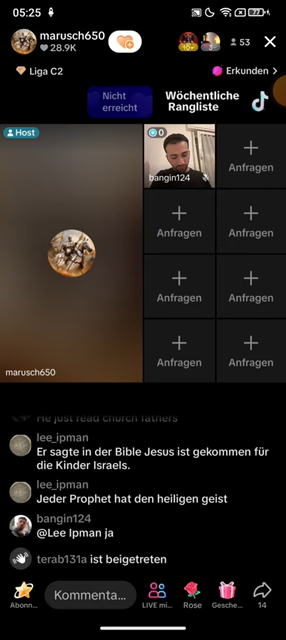 05:25
77
marusch650
28.9K
10+
3
53
Liga C2
Erkunden >
Nicht
erreicht
Wöchentliche
Rangliste
Host
0
bangin124
Anfragen
Anfragen
Anfragen
Anfragen
Anfragen
Anfragen
Anfragen
marusch650
He just read church fathers
lee_ipman
Er sagte in der Bible Jesus ist gekommen für
die Kinder Israels.
lee_ipman
Jeder Prophet hat den heiligen geist
bangin124
@Lee Ipman ja
terab131a ist beigetreten
Abonn...
Kommenta...
LIVE mi...
Rose
Gesche...
14